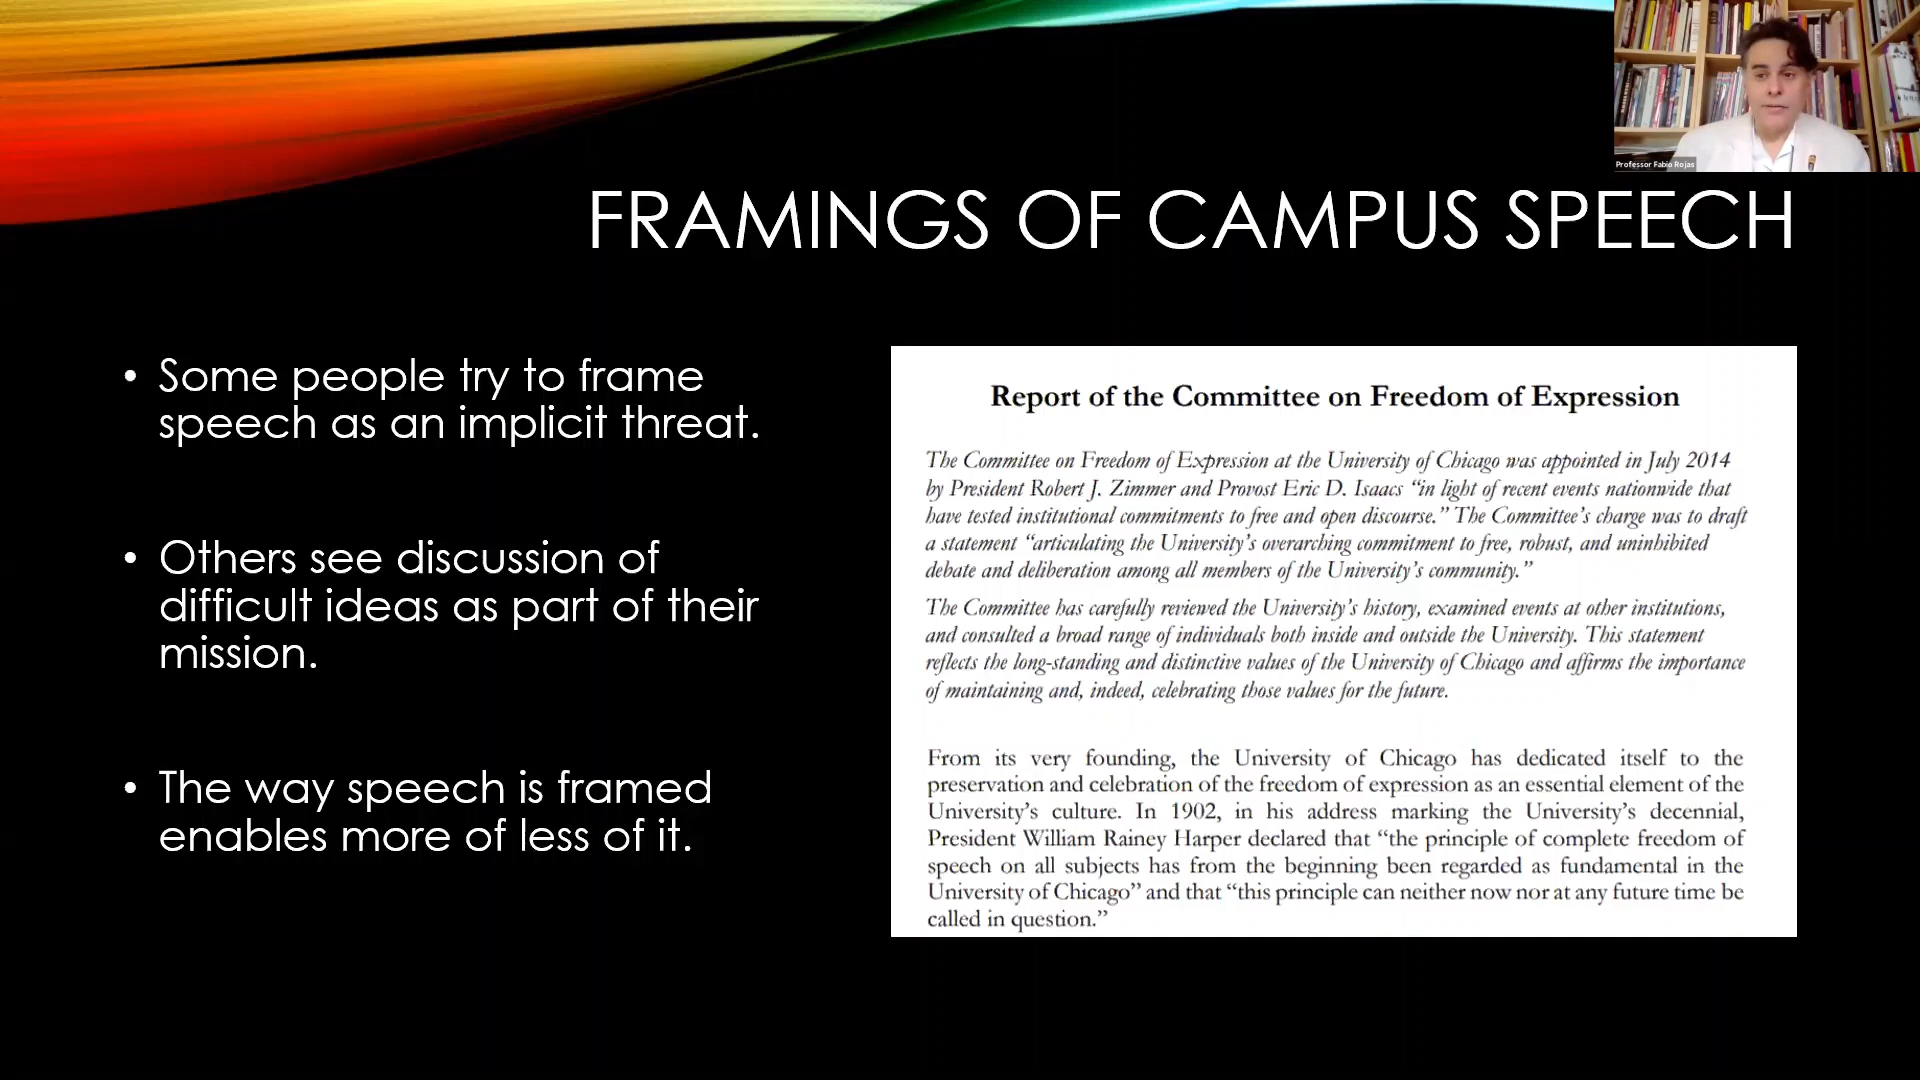 Professor Fabio Rojas
FRAMINGS OF CAMPUS SPEECH
• Some people try to frame
speech as an implicit threat.
• Others see discussion of
difficult ideas as part of their
mission.
• The way speech is framed
enables more of less of it.
Report of the Committee on Freedom of Expression
The Committee on Freedom of Expression at the University of Chicago was appointed in July 2014
by President Robert J. Zimmer and Provost Eric D. Isaacs “in light of recent events nationwide that
have tested institutional commitments to free and open discourse.” The Committee’s charge was to draft
a statement “articulating the University’s overarching commitment to free, robust, and uninhibited
debate and deliberation among all members of the University’s community.”
The Committee has carefully reviewed the University’s history, examined events at other institutions,
and consulted a broad range of individuals both inside and outside the University. This statement
reflects the long-standing and distinctive values of the University of Chicago and affirms the importance
of maintaining and, indeed, celebrating those values for the future.
From its very founding, the University of Chicago has dedicated itself to the
preservation and celebration of the freedom of expression as an essential element of the
University’s culture. In 1902, in his address marking the University’s decennial,
President William Rainey Harper declared that “the principle of complete freedom of
speech on all subjects has from the beginning been regarded as fundamental in the
University of Chicago” and that “this principle can neither now nor at any future time be
called in question.”